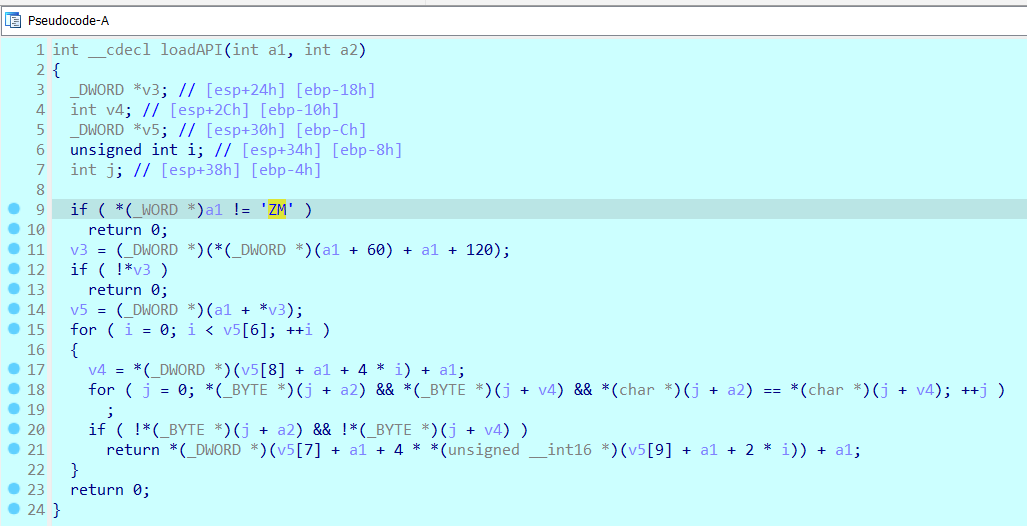 Pseudocode-A
1 int __cdecl loadAPI(int a1, int a2)
2 {
3 _DWORD *v3; // [esp+24h] [ebp-18h]
4 int v4; // [esp+2Ch] [ebp-10h]
5 _DWORD *v5; // [esp+30h] [ebp-Ch]
6 unsigned int i; // [esp+34h] [ebp-8h]
7 int j; // [esp+38h] [ebp-4h]
8
9 if ( *(_WORD *)a1 != 'ZM' )
10 return 0;
11 v3 = (_DWORD *)(*(_DWORD *)(a1 + 60) + a1 + 120);
12 if ( !*v3 )
13 return 0;
14 v5 = (_DWORD *)(a1 + *v3);
15 for ( i = 0; i < v5[6]; ++i )
16 {
17 v4 = *(_DWORD *)(v5[8] + a1 + 4 * i) + a1;
18 for ( j = 0; *(_BYTE *)(j + a2) && *(_BYTE *)(j + v4) && *(char *)(j + a2) == *(char *)(j + v4); ++j )
19 ;
20 if ( !*(_BYTE *)(j + a2) && !*(_BYTE *)(j + v4) )
21 return *(_DWORD *)(v5[7] + a1 + 4 * *(unsigned __int16 *)(v5[9] + a1 + 2 * i)) + a1;
22 }
23 return 0;
24 }